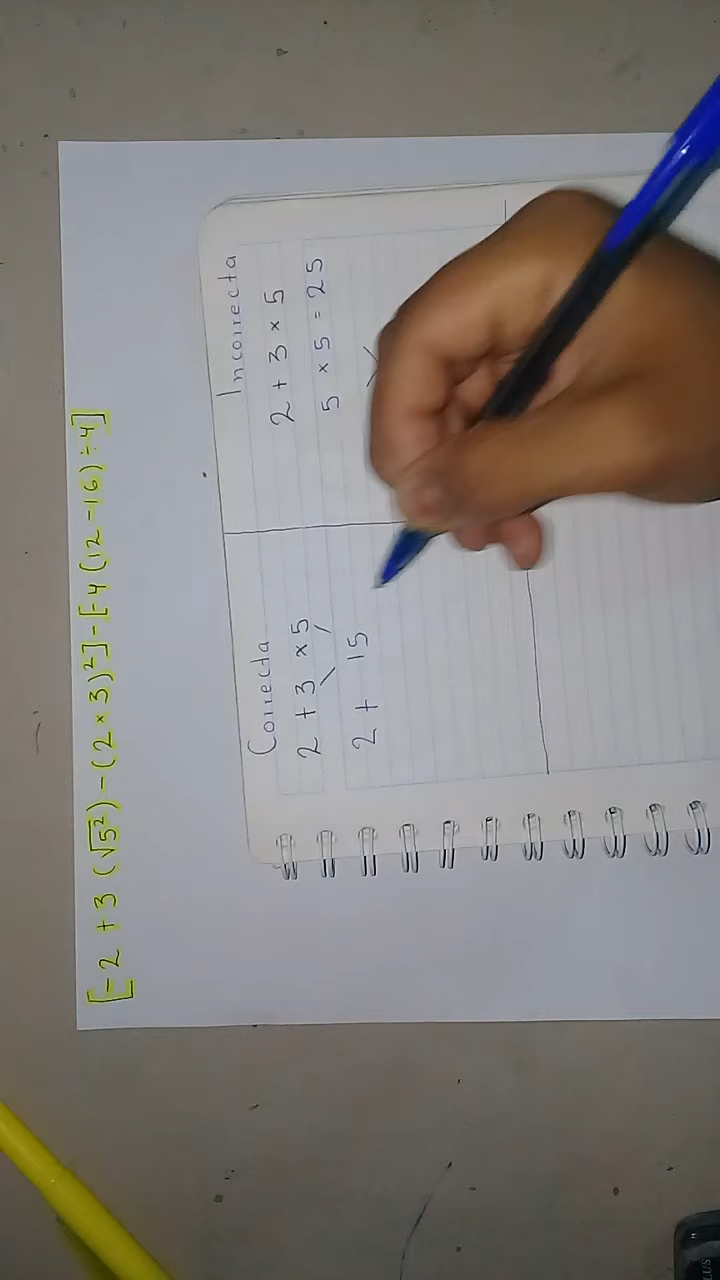 [-2 + 3 (√5²) - (2 × 3)²] - [-4 (12 - 16) ÷ 4]
Correcta
2 + 3 × 5
2 + 15
Incorrecta
2 + 3 × 5
5 × 5 = 25